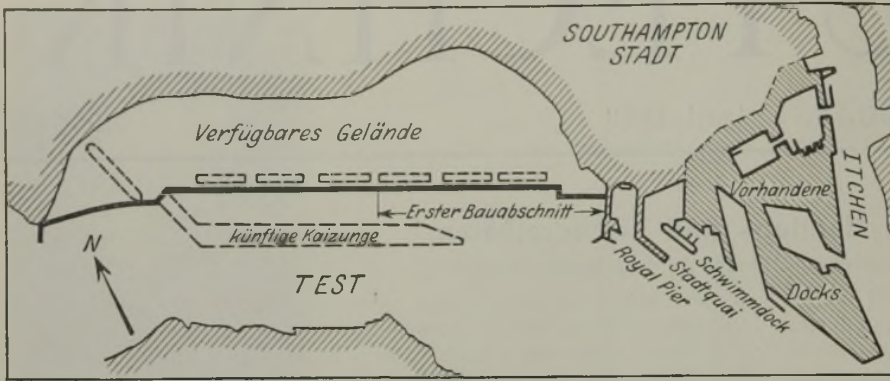 SOUTHAMPTON
STADT
Verfügbares Gelände
Erster Bauabschnitt
künftige Kaizunge
N
TEST
Royal Pier
Stadtquai
Schwimmdock
Vorhandene
Docks
ITCHEN